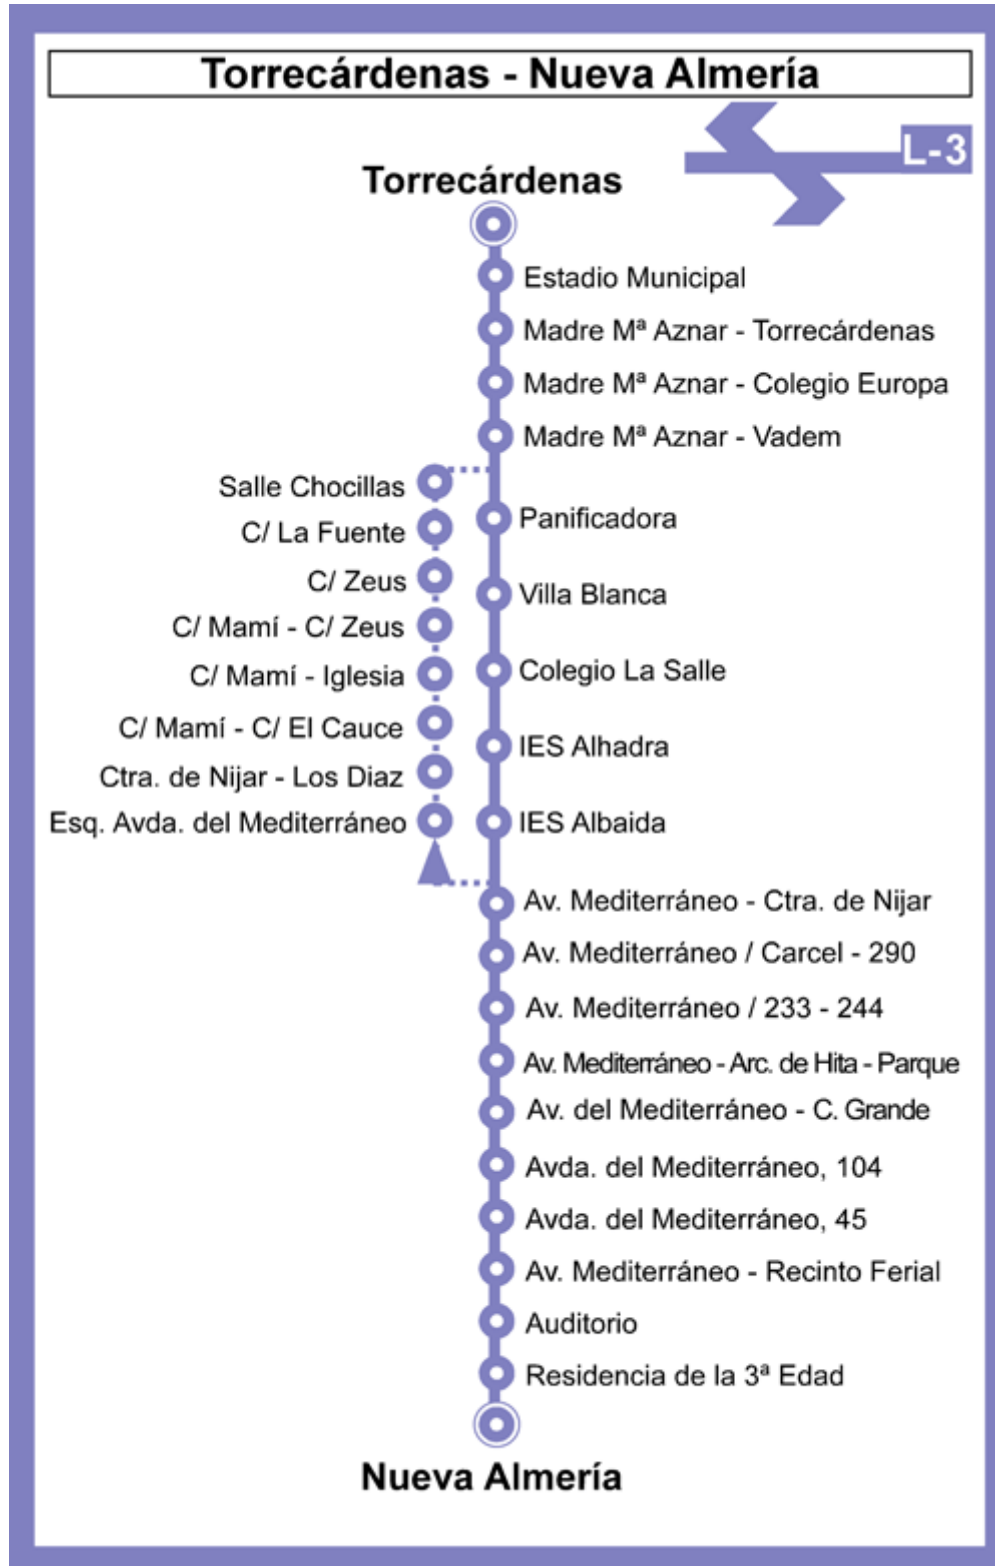 Torrecárdenas - Nueva Almería
L-3
Torrecárdenas
Estadio Municipal
Madre Mª Aznar - Torrecárdenas
Madre Mª Aznar - Colegio Europa
Madre Mª Aznar - Vadem
Salle Chocillas
C/ La Fuente
C/ Zeus
C/ Mamí - C/ Zeus
C/ Mamí - Iglesia
C/ Mamí - C/ El Cauce
Ctra. de Nijar - Los Diaz
Esq. Avda. del Mediterráneo
Panificadora
Villa Blanca
Colegio La Salle
IES Alhadra
IES Albaida
Av. Mediterráneo - Ctra. de Nijar
Av. Mediterráneo / Carcel - 290
Av. Mediterráneo / 233 - 244
Av. Mediterráneo - Arc. de Hita - Parque
Av. del Mediterráneo - C. Grande
Avda. del Mediterráneo, 104
Avda. del Mediterráneo, 45
Av. Mediterráneo - Recinto Ferial
Auditorio
Residencia de la 3ª Edad
Nueva Almería